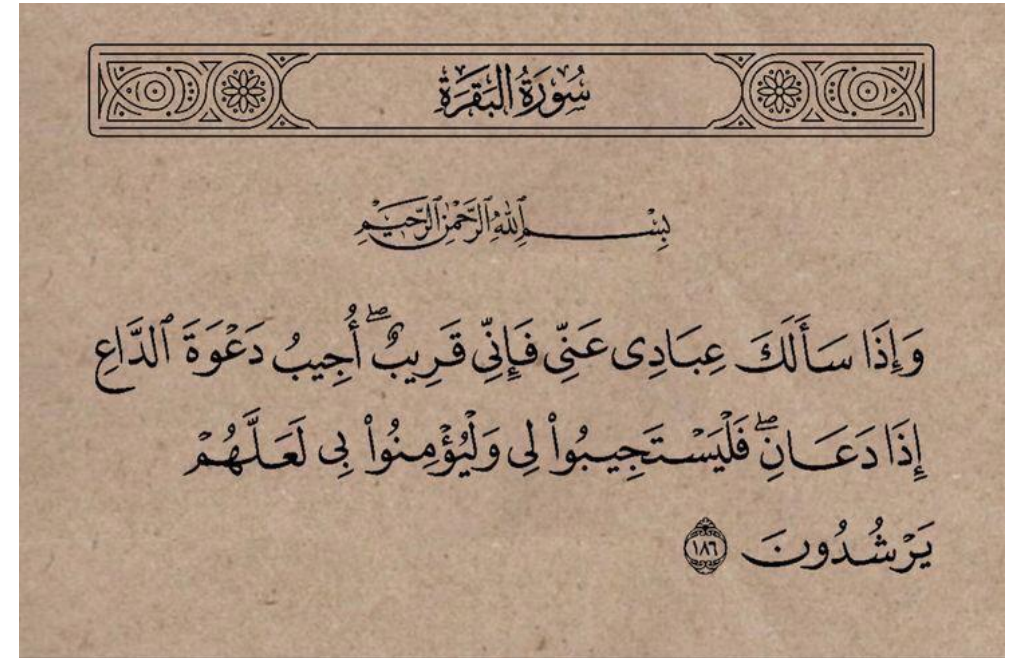 سُورَةُ البَقَرَةِ
بِسْمِ ٱللَّهِ ٱلرَّحْمَٰنِ ٱلرَّحِيمِ
وَإِذَا سَأَلَكَ عِبَادِى عَنِّى فَإِنِّى قَرِيبٌ ۖ أُجِيبُ دَعْوَةَ ٱلدَّاعِ
إِذَا دَعَانِ ۖ فَلْيَسْتَجِيبُوا۟ لِى وَلْيُؤْمِنُوا۟ بِى لَعَلَّهُمْ
يَرْشُدُونَ ١٨٦